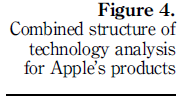 Figure 4.
Combined structure of
technology analysis
for Apple's products